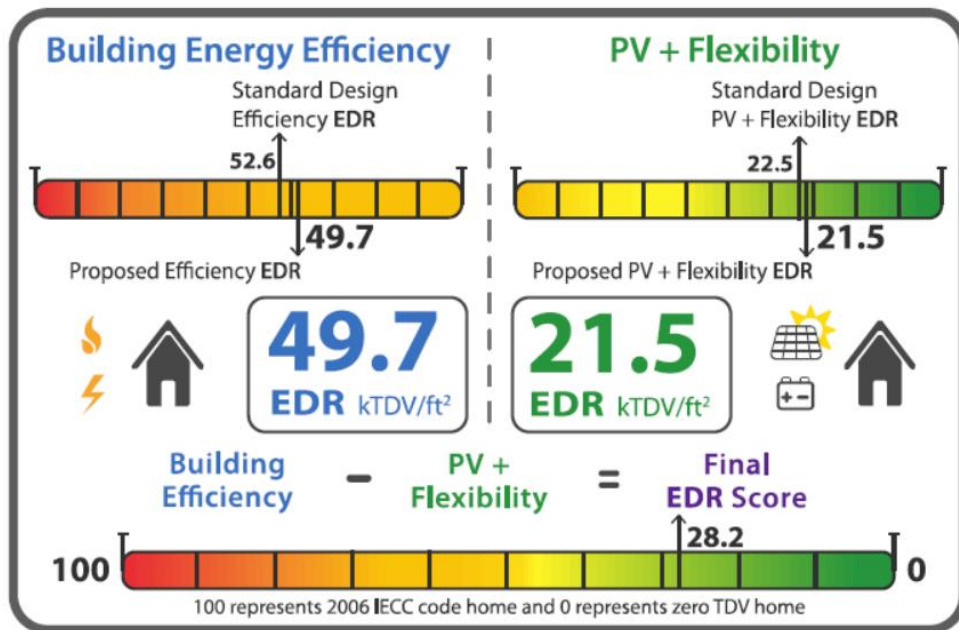 Building Energy Efficiency
Standard Design
Efficiency EDR
52.6
49.7
Proposed Efficiency EDR
49.7
EDR kTDV/ft²
PV + Flexibility
Standard Design
PV + Flexibility EDR
22.5
21.5
Proposed PV + Flexibility EDR
21.5
EDR kTDV/ft²
+ -
Building
Efficiency
-
PV +
Flexibility
=
Final
EDR Score
28.2
100
0
100 represents 2006 IECC code home and 0 represents zero TDV home